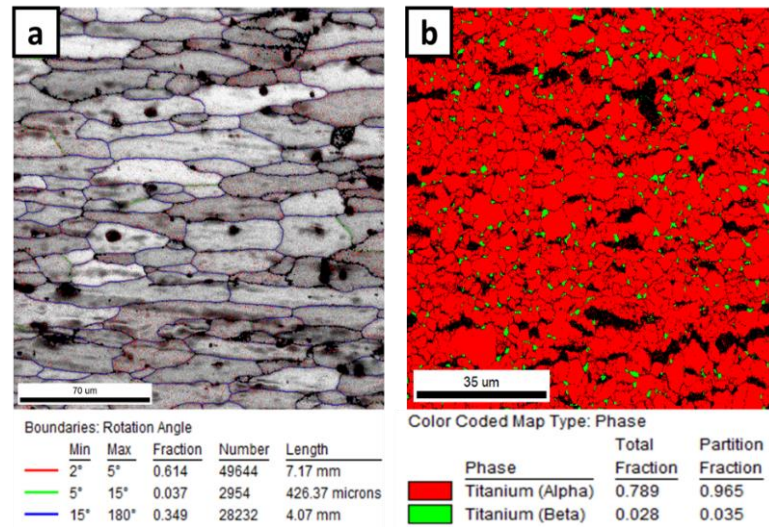 a
b
70 um
35 um
Boundaries: Rotation Angle
Min Max Fraction Number Length
2° 5° 0.614 49644 7.17 mm
5° 15° 0.037 2954 426.37 microns
15° 180° 0.349 28232 4.07 mm
Color Coded Map Type: Phase
Total Partition
Phase Fraction Fraction
Titanium (Alpha) 0.789 0.965
Titanium (Beta) 0.028 0.035